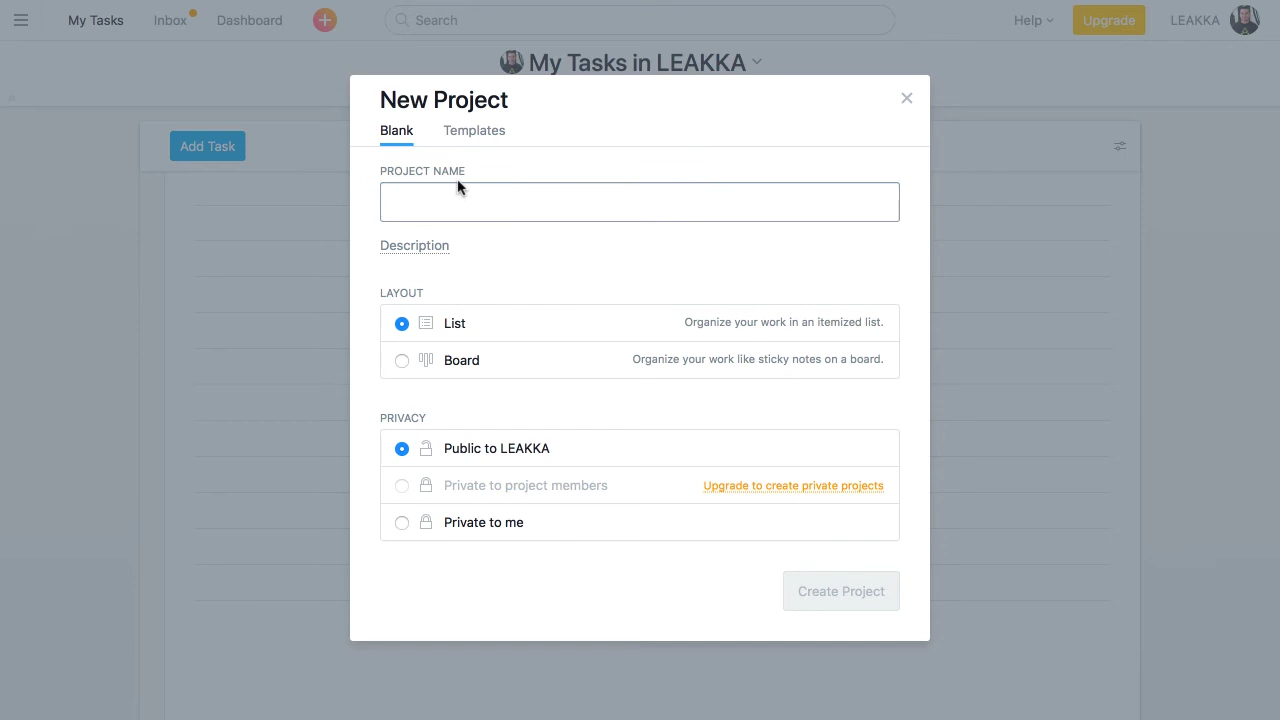 My Tasks Inbox Dashboard Search Help Upgrade LEAKKA
My Tasks in LEAKKA
New Project
Blank Templates
Add Task
PROJECT NAME
Description
LAYOUT
List Organize your work in an itemized list.
Board Organize your work like sticky notes on a board.
PRIVACY
Public to LEAKKA
Private to project members Upgrade to create private projects
Private to me
Create Project